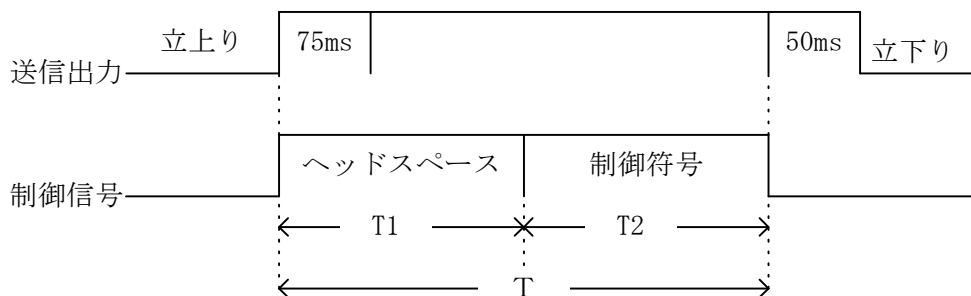 立上り
75ms
50ms
立下り
送信出力
ヘッドスペース
制御符号
制御信号
T1
T2
T